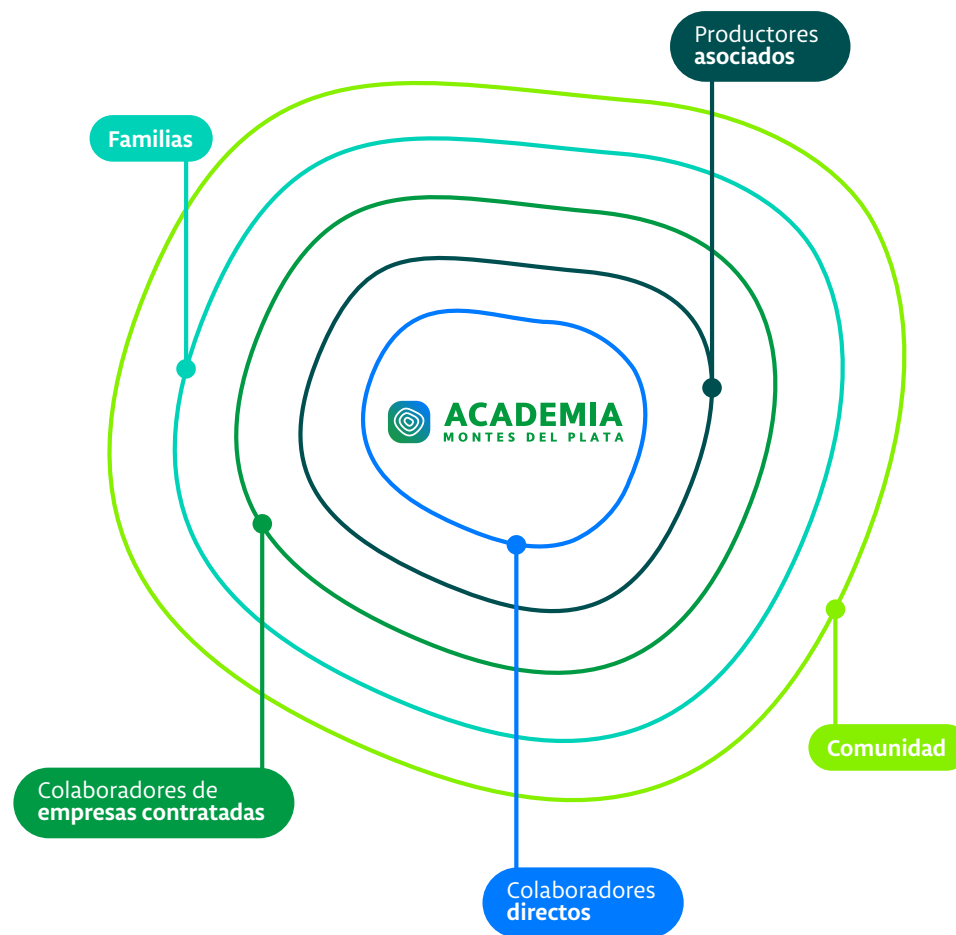 Productores
asociados
Familias
ACADEMIA
MONTES DEL PLATA
Comunidad
Colaboradores de
empresas contratadas
Colaboradores
directos